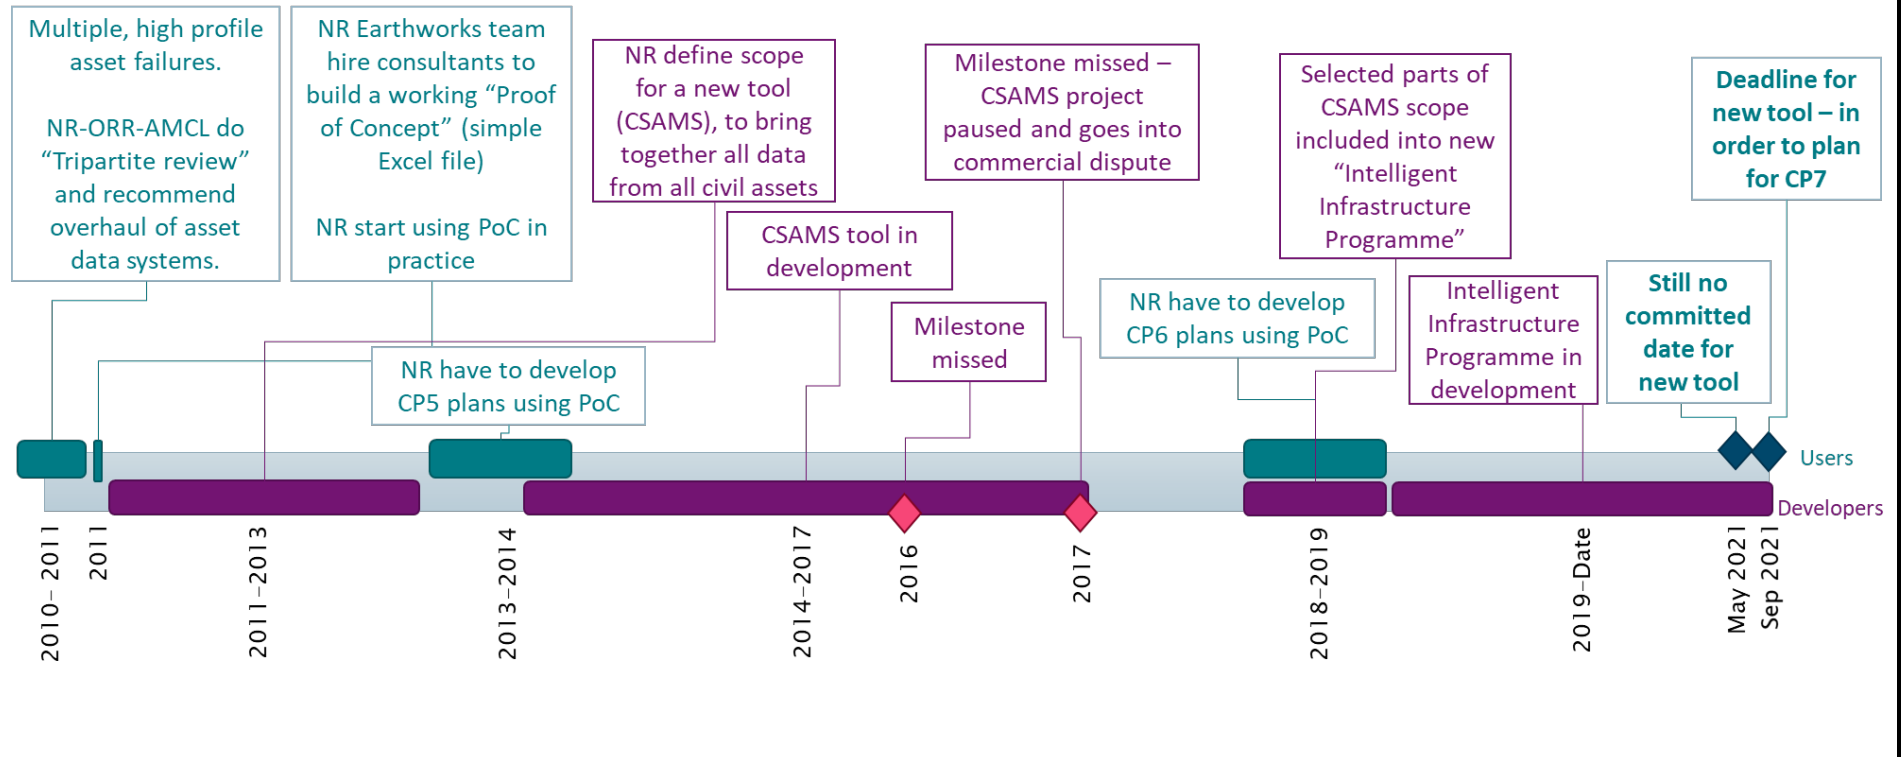 Multiple, high profile
asset failures.
NR-ORR-AMCL do
“Tripartite review”
and recommend
overhaul of asset
data systems.
NR Earthworks team
hire consultants to
build a working “Proof
of Concept” (simple
Excel file)
NR start using PoC in
practice
NR define scope
for a new tool
(CSAMS), to bring
together all data
from all civil assets
Milestone missed –
CSAMS project
paused and goes into
commercial dispute
Selected parts of
CSAMS scope
included into new
“Intelligent
Infrastructure
Programme”
Deadline for
new tool – in
order to plan
for CP7
CSAMS tool in
development
Milestone
missed
NR have to develop
CP6 plans using PoC
Intelligent
Infrastructure
Programme in
development
Still no
committed
date for
new tool
NR have to develop
CP5 plans using PoC
Users
Developers
2010– 2011
2011
2011–2013
2013–2014
2014–2017
2016
2017
2018–2019
2019–Date
May 2021
Sep 2021